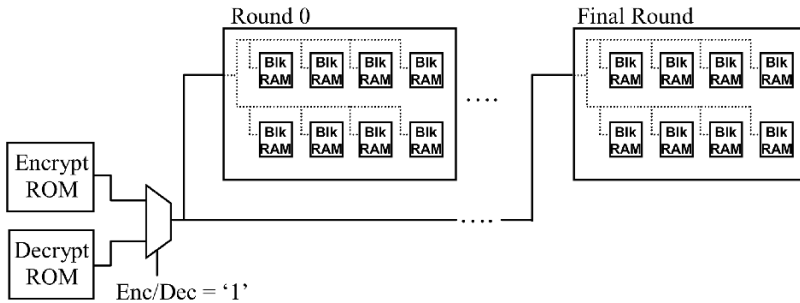 Round 0
Final Round
Blk Blk Blk Blk
RAM RAM RAM RAM
Blk Blk Blk Blk
RAM RAM RAM RAM
Blk Blk Blk Blk
RAM RAM RAM RAM
Blk Blk Blk Blk
RAM RAM RAM RAM
....
....
Encrypt
ROM
Decrypt
ROM
Enc/Dec = ‘1’